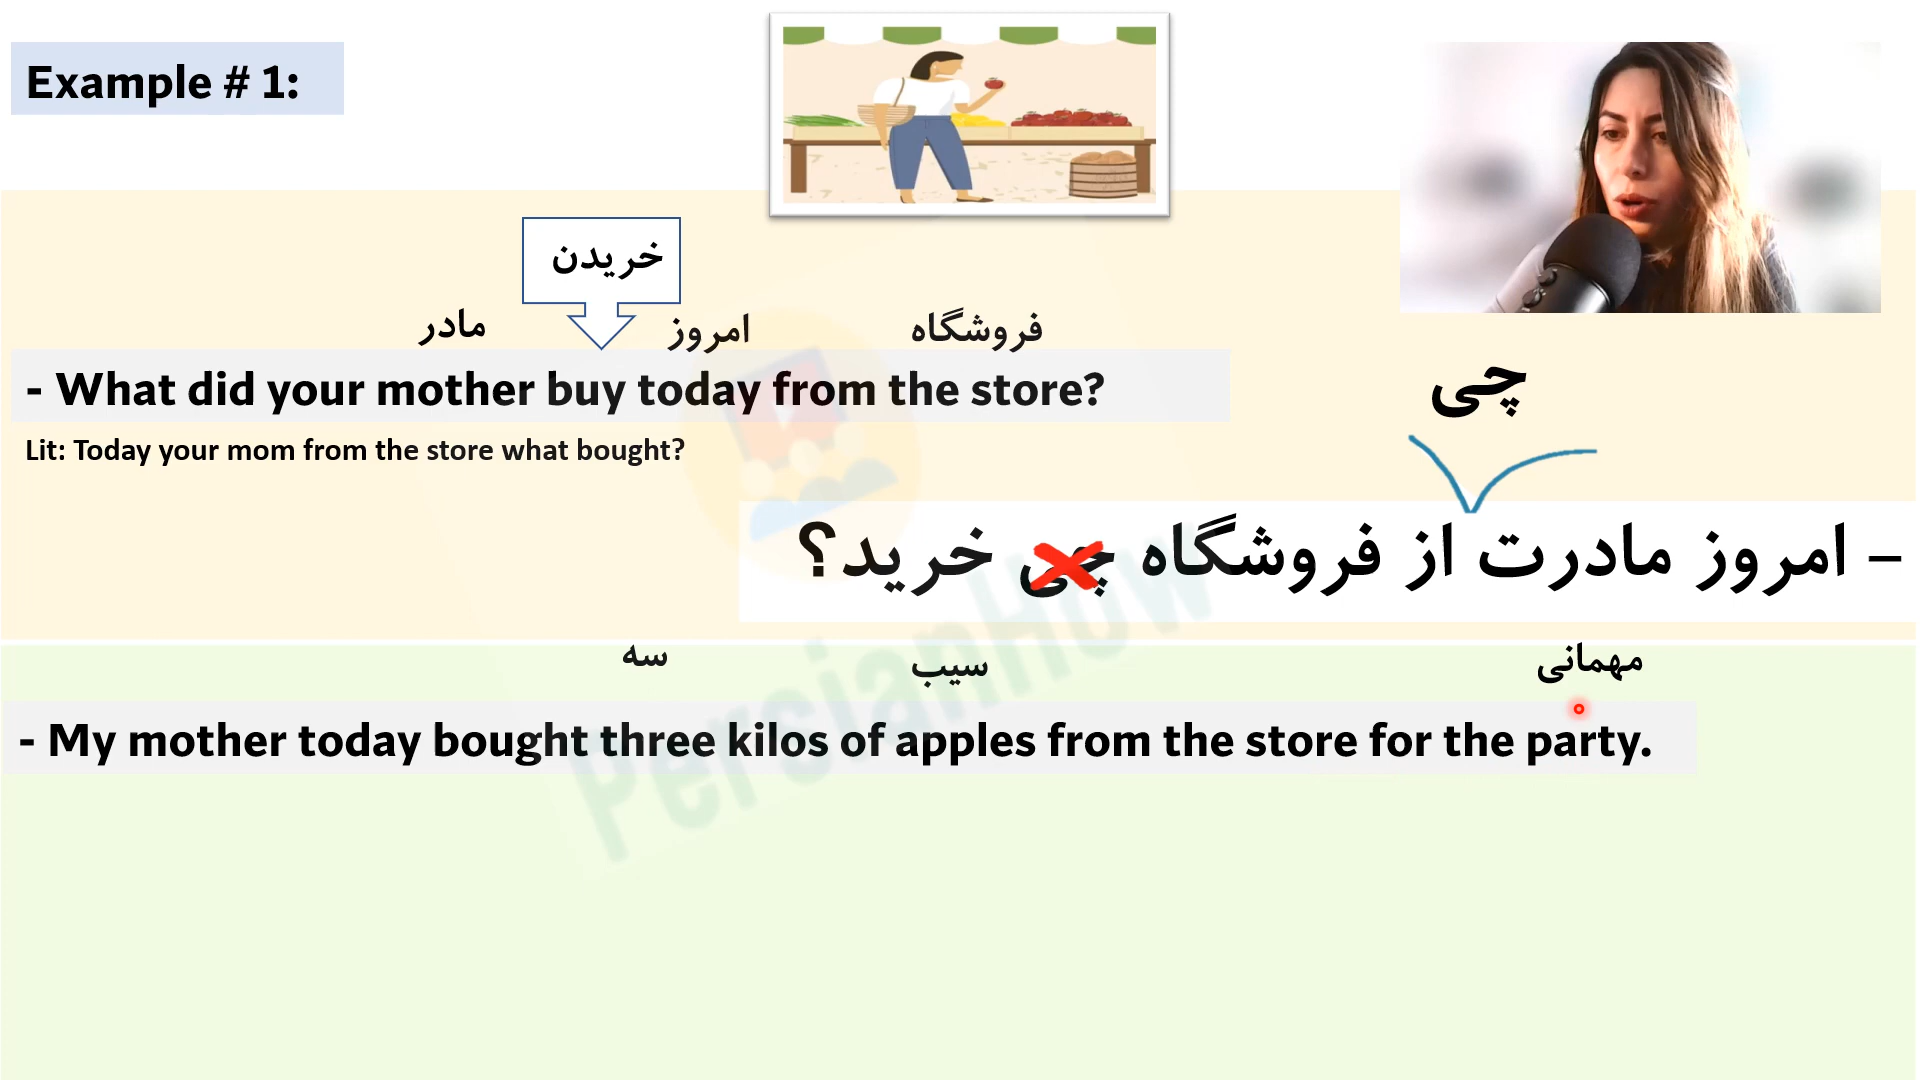 Example # 1:
خریدن
مادر امروز فروشگاه
- What did your mother buy today from the store?
Lit: Today your mom from the store what bought?
چی
– امروز مادرت از فروشگاه چی خرید؟
سه سیب مهمانی
- My mother today bought three kilos of apples from the store for the party.
PersianHow